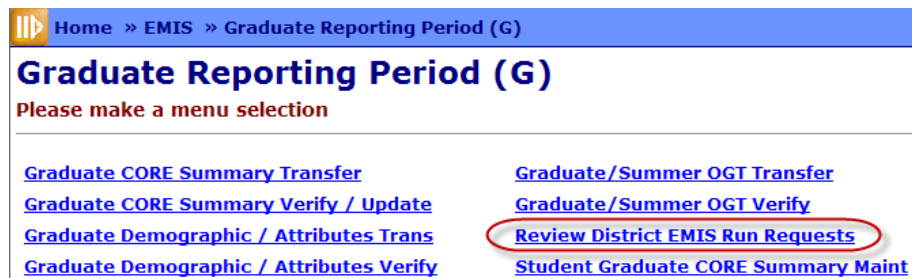 Home » EMIS » Graduate Reporting Period (G)
Graduate Reporting Period (G)
Please make a menu selection
Graduate CORE Summary Transfer
Graduate CORE Summary Verify / Update
Graduate Demographic / Attributes Trans
Graduate Demographic / Attributes Verify
Graduate/Summer OGT Transfer
Graduate/Summer OGT Verify
Review District EMIS Run Requests
Student Graduate CORE Summary Maint